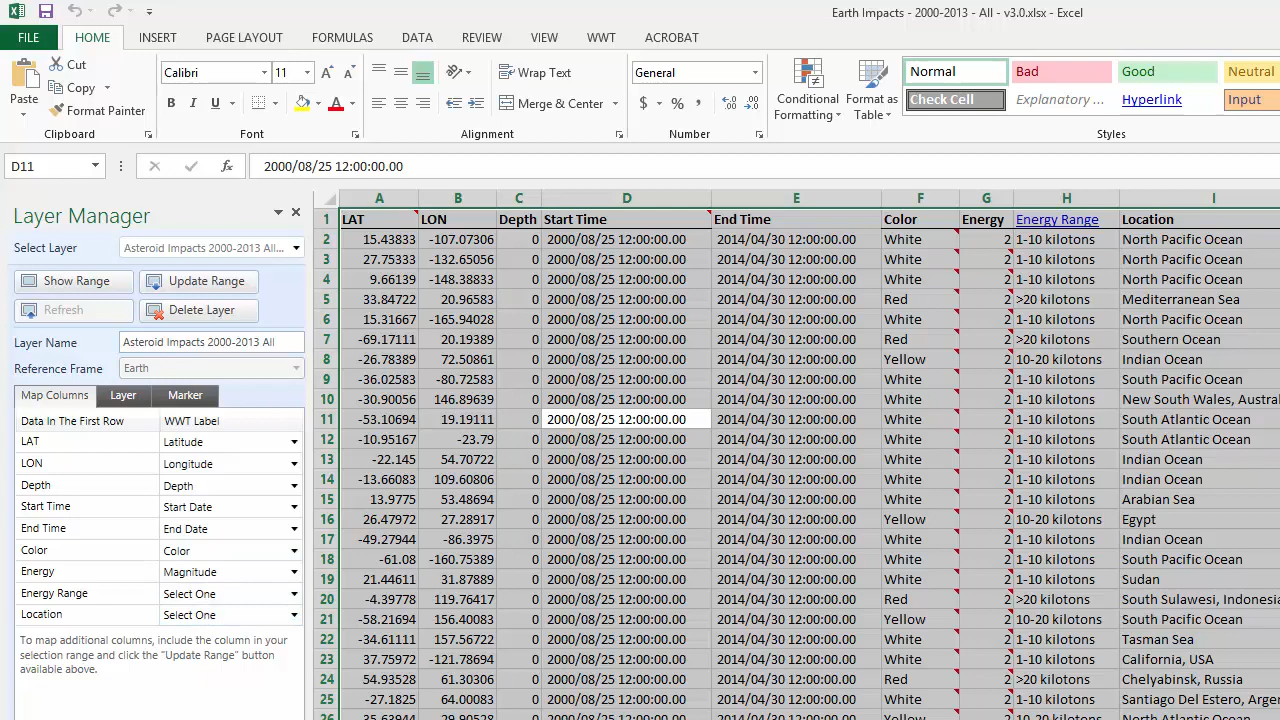 Earth Impacts - 2000-2013 - All - v3.0.xlsx - Excel
FILE HOME INSERT PAGE LAYOUT FORMULAS DATA REVIEW VIEW WWT ACROBAT
Paste
Cut
Copy
Format Painter
Clipboard
Calibri 11
B I U A
Font
Wrap Text
Merge & Center
Alignment
General
$ % ,
Number
Conditional Formatting
Format as Table
Normal Bad Good Neutral
Check Cell Explanatory ... Hyperlink Input
Styles
D11 fx 2000/08/25 12:00:00.00
Layer Manager
Select Layer Asteroid Impacts 2000-2013 All...
Show Range Update Range
Refresh Delete Layer
Layer Name Asteroid Impacts 2000-2013 All
Reference Frame Earth
Map Columns Layer Marker
Data In The First Row WWT Label
LAT Latitude
LON Longitude
Depth Depth
Start Time Start Date
End Time End Date
Color Color
Energy Magnitude
Energy Range Select One
Location Select One
To map additional columns, include the column in your
selection range and click the "Update Range" button
available above.
A B C D E F G H I
1 LAT LON Depth Start Time End Time Color Energy Energy Range Location
2 15.43833 -107.07306 0 2000/08/25 12:00:00.00 2014/04/30 12:00:00.00 White 2 1-10 kilotons North Pacific Ocean
3 27.75333 -132.65056 0 2000/08/25 12:00:00.00 2014/04/30 12:00:00.00 White 2 1-10 kilotons North Pacific Ocean
4 9.66139 -148.38833 0 2000/08/25 12:00:00.00 2014/04/30 12:00:00.00 White 2 1-10 kilotons North Pacific Ocean
5 33.84722 20.96583 0 2000/08/25 12:00:00.00 2014/04/30 12:00:00.00 Red 2 >20 kilotons Mediterranean Sea
6 15.31667 -165.94028 0 2000/08/25 12:00:00.00 2014/04/30 12:00:00.00 White 2 1-10 kilotons North Pacific Ocean
7 -69.17111 20.19389 0 2000/08/25 12:00:00.00 2014/04/30 12:00:00.00 Red 2 >20 kilotons Southern Ocean
8 -26.78389 72.50861 0 2000/08/25 12:00:00.00 2014/04/30 12:00:00.00 Yellow 2 10-20 kilotons Indian Ocean
9 -36.02583 -80.72583 0 2000/08/25 12:00:00.00 2014/04/30 12:00:00.00 White 2 1-10 kilotons South Pacific Ocean
10 -30.90056 146.89639 0 2000/08/25 12:00:00.00 2014/04/30 12:00:00.00 White 2 1-10 kilotons New South Wales, Austral
11 -53.10694 19.19111 0 2000/08/25 12:00:00.00 2014/04/30 12:00:00.00 White 2 1-10 kilotons South Atlantic Ocean
12 -10.95167 -23.79 0 2000/08/25 12:00:00.00 2014/04/30 12:00:00.00 White 2 1-10 kilotons South Atlantic Ocean
13 -22.145 54.70722 0 2000/08/25 12:00:00.00 2014/04/30 12:00:00.00 White 2 1-10 kilotons Indian Ocean
14 -13.66083 109.60806 0 2000/08/25 12:00:00.00 2014/04/30 12:00:00.00 White 2 1-10 kilotons Indian Ocean
15 13.9775 53.48694 0 2000/08/25 12:00:00.00 2014/04/30 12:00:00.00 White 2 1-10 kilotons Arabian Sea
16 26.47972 27.28917 0 2000/08/25 12:00:00.00 2014/04/30 12:00:00.00 Yellow 2 10-20 kilotons Egypt
17 -49.27944 -86.3975 0 2000/08/25 12:00:00.00 2014/04/30 12:00:00.00 White 2 1-10 kilotons Indian Ocean
18 -61.08 -160.75389 0 2000/08/25 12:00:00.00 2014/04/30 12:00:00.00 White 2 1-10 kilotons South Pacific Ocean
19 21.44611 31.87889 0 2000/08/25 12:00:00.00 2014/04/30 12:00:00.00 White 2 1-10 kilotons Sudan
20 -4.39778 119.76417 0 2000/08/25 12:00:00.00 2014/04/30 12:00:00.00 Red 2 >20 kilotons South Sulawesi, Indonesia
21 -58.21694 156.40083 0 2000/08/25 12:00:00.00 2014/04/30 12:00:00.00 Yellow 2 10-20 kilotons South Pacific Ocean
22 -34.61111 157.56722 0 2000/08/25 12:00:00.00 2014/04/30 12:00:00.00 White 2 1-10 kilotons Tasman Sea
23 37.75972 -121.78694 0 2000/08/25 12:00:00.00 2014/04/30 12:00:00.00 White 2 1-10 kilotons California, USA
24 54.93528 61.30306 0 2000/08/25 12:00:00.00 2014/04/30 12:00:00.00 Red 2 >20 kilotons Chelyabinsk, Russia
25 -27.1825 64.00083 0 2000/08/25 12:00:00.00 2014/04/30 12:00:00.00 White 2 1-10 kilotons Santiago Del Estero, Arge